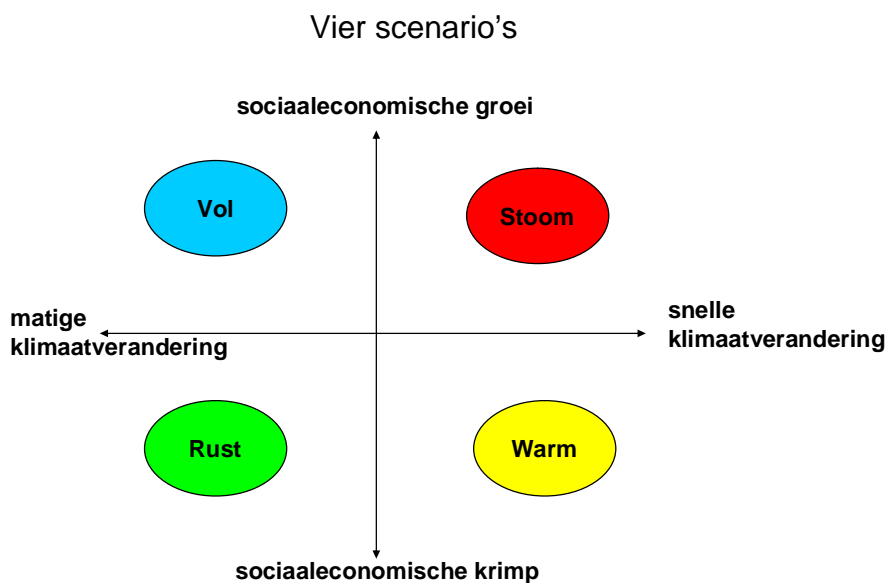 Vier scenario's
sociaaleconomische groei
Vol
Stoom
matige
klimaatverandering
snelle
klimaatverandering
Rust
Warm
sociaaleconomische krimp